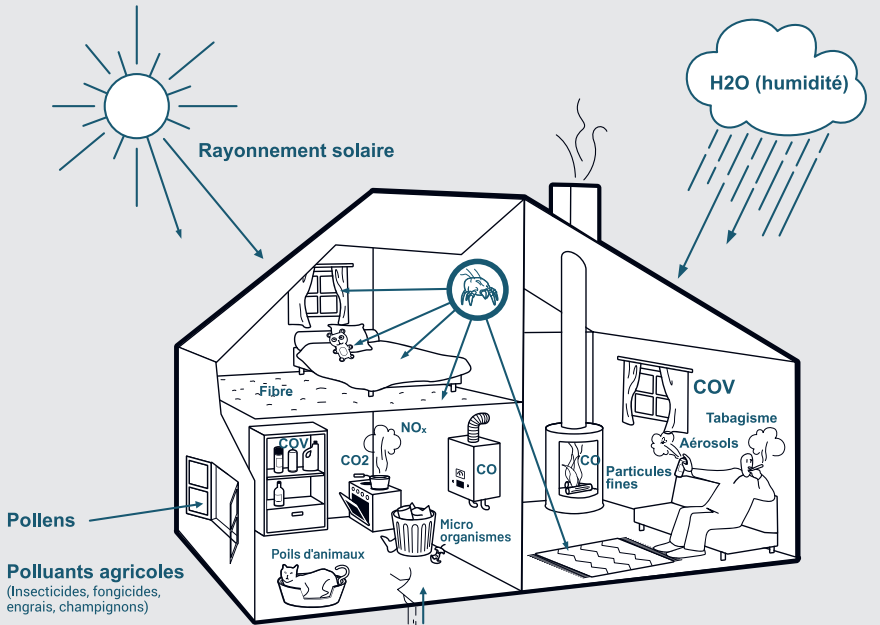 H2O (humidité)
Rayonnement solaire
Fibre
COV
Tabagisme
Aérosols
COV
NOx
CO2
CO
CO
Particules
fines
Micro
organismes
Poils d'animaux
Pollens
Polluants agricoles
(Insecticides, fongicides,
engrais, champignons)